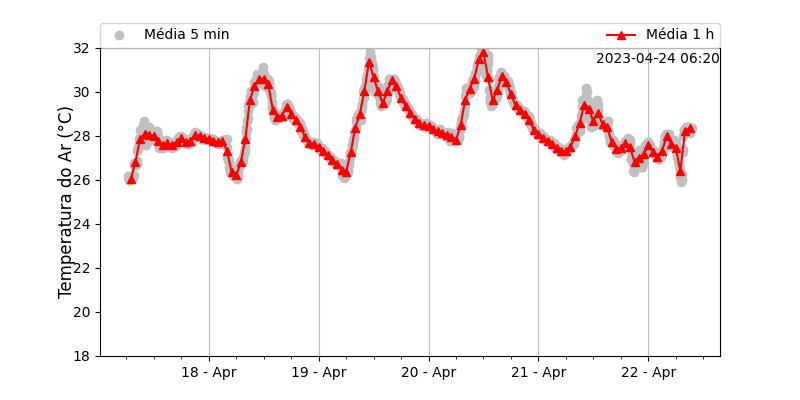 Média 5 min
Média 1 h
2023-04-24 06:20
Temperatura do Ar (°C)
32
30
28
26
24
22
20
18
18 - Apr
19 - Apr
20 - Apr
21 - Apr
22 - Apr